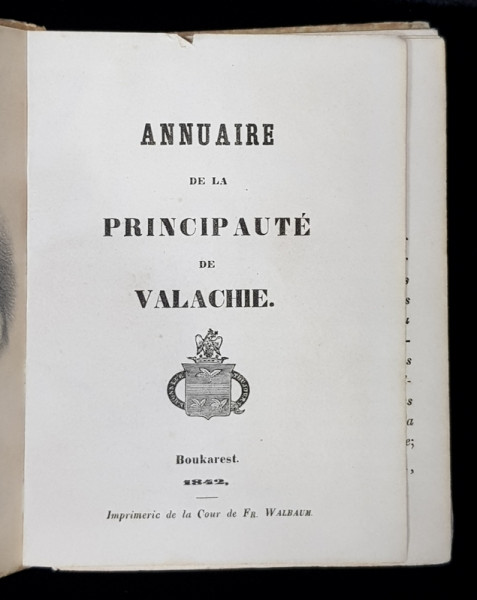 ANNUAIRE
DE LA
PRINCIPAUTÉ
DE
VALACHIE.
Boukarest.
1842,
Imprimerie de la Cour de FR. WALBAUM.